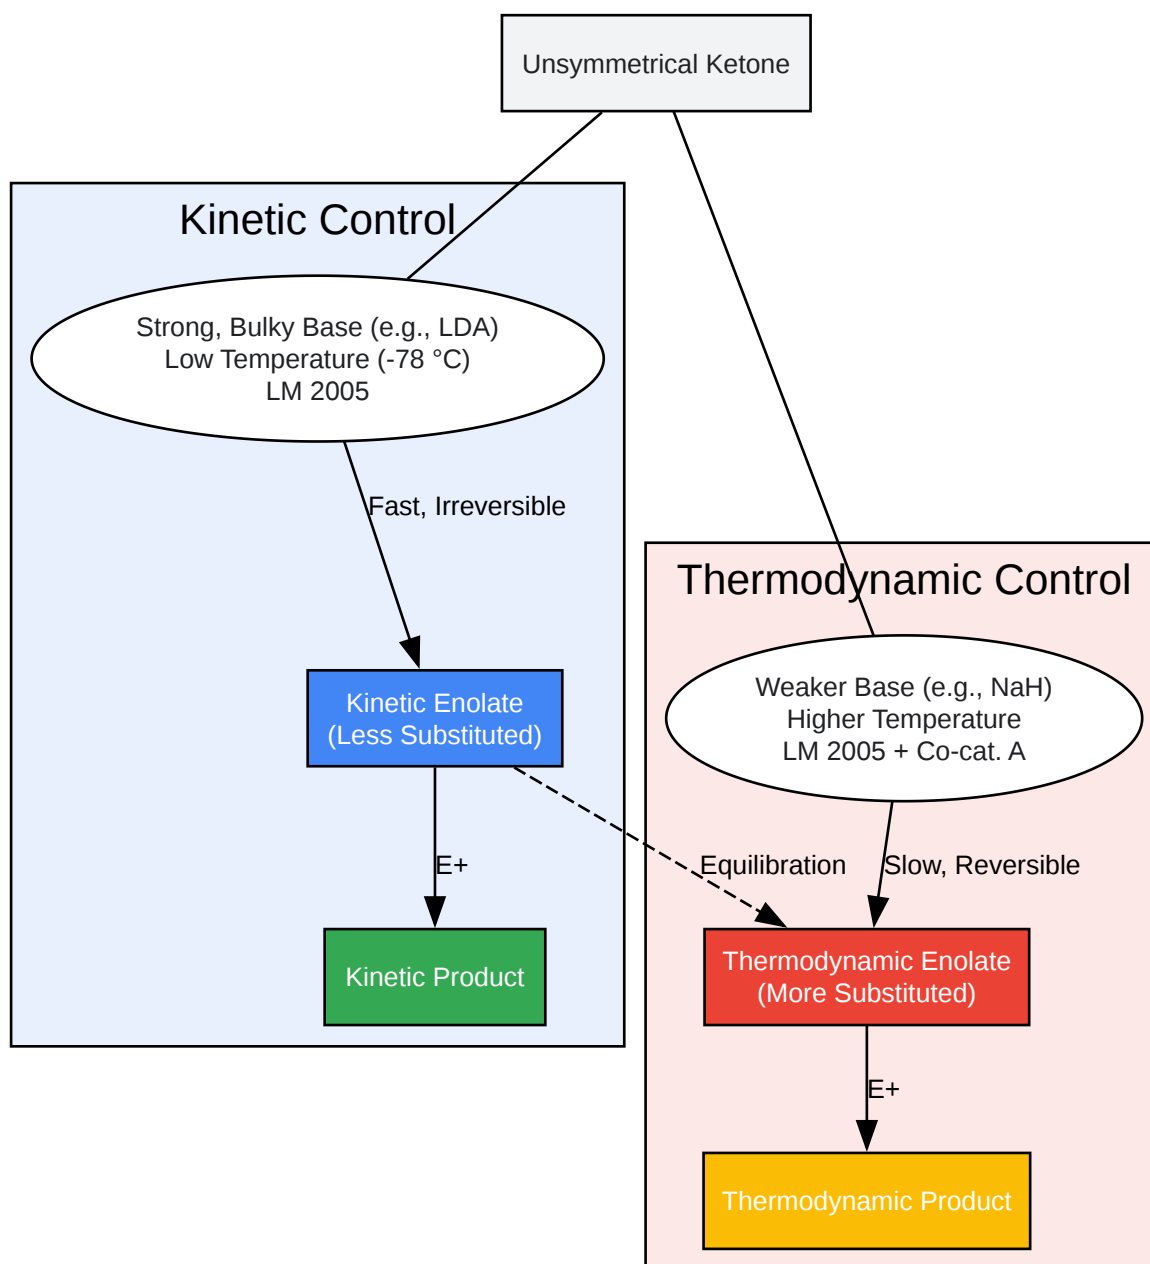 Unsymmetrical Ketone
Kinetic Control
Strong, Bulky Base (e.g., LDA)
Low Temperature (-78 °C)
LM 2005
Fast, Irreversible
Kinetic Enolate
(Less Substituted)
E+
Kinetic Product
Thermodynamic Control
Weaker Base (e.g., NaH)
Higher Temperature
LM 2005 + Co-cat. A
Equilibration
Slow, Reversible
Thermodynamic Enolate
(More Substituted)
E+
Thermodynamic Product